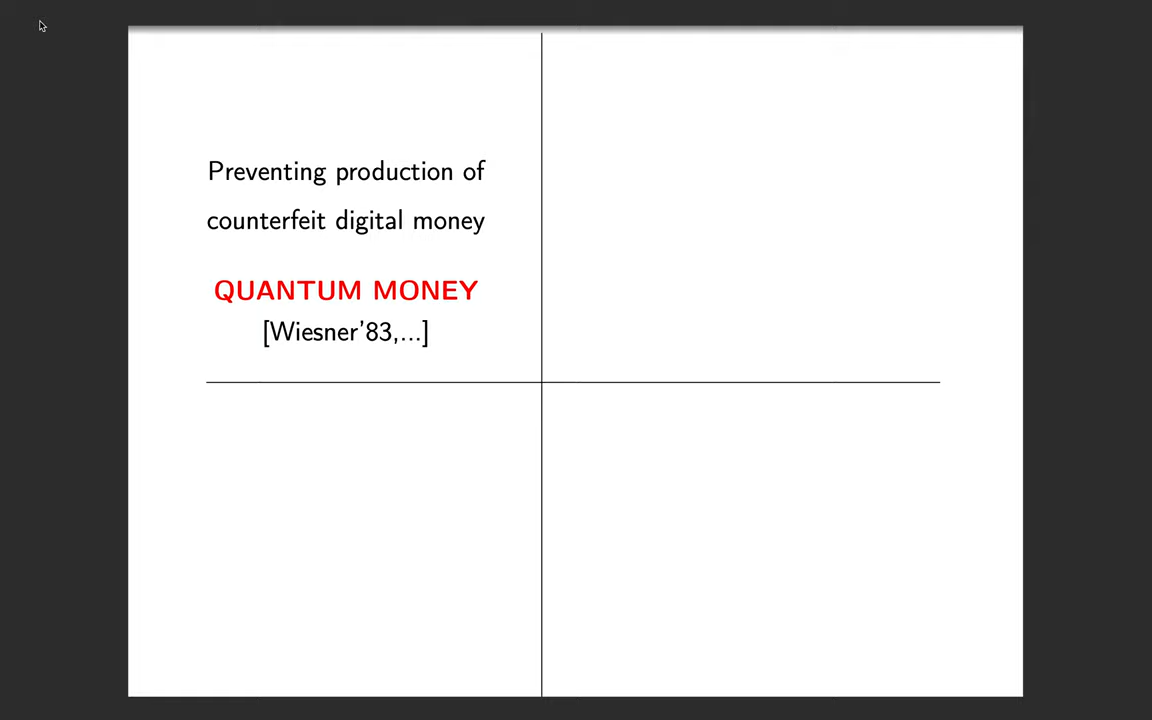 Preventing production of
counterfeit digital money
QUANTUM MONEY
[Wiesner'83,...]